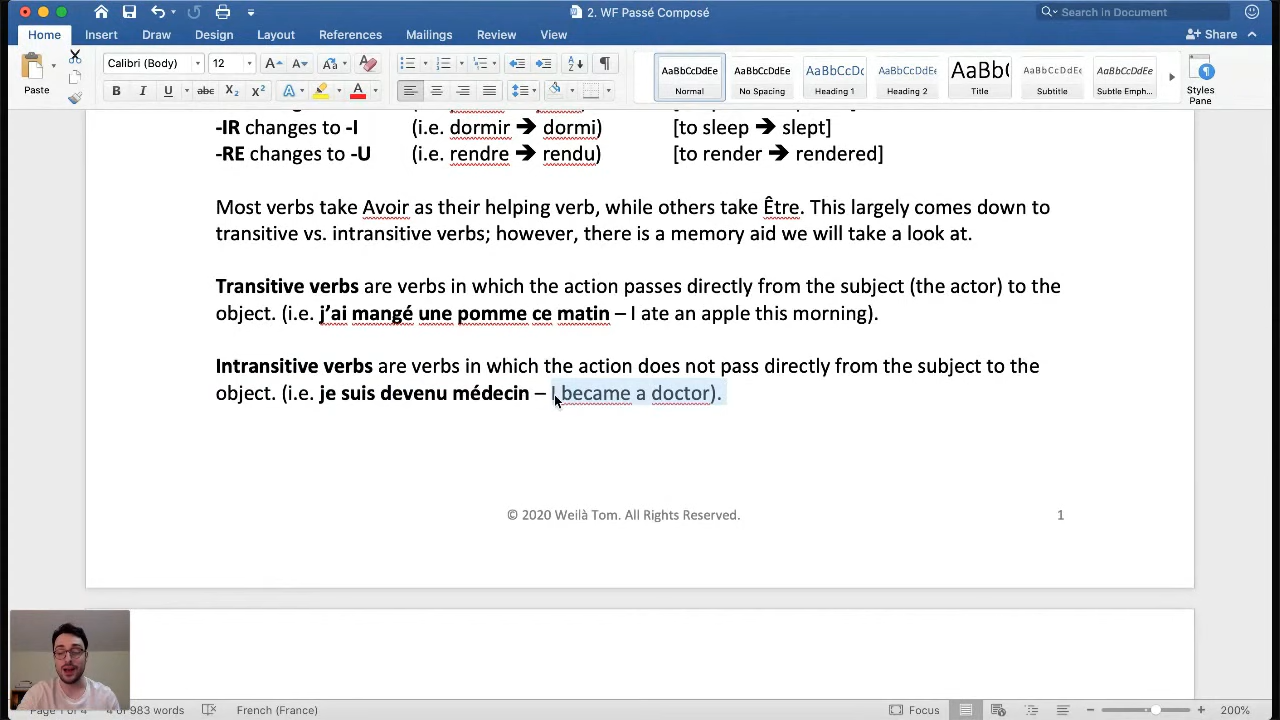 2. WF Passé Composé
Search in Document
Home Insert Draw Design Layout References Mailings Review View Share
Calibri (Body) 12
AaBbCcDdEe AaBbCcDdEe AaBbCcDc AaBbCcDdEe AaBbCcDdEe AaBbCcDdEe
Paste B I U abc X₂ X² A A Normal No Spacing Heading 1 Heading 2 Title Subtitle Subtle Emph... Styles Pane
-IR changes to -I (i.e. dormir ➔ dormi) [to sleep ➔ slept]
-RE changes to -U (i.e. rendre ➔ rendu) [to render ➔ rendered]
Most verbs take Avoir as their helping verb, while others take Être. This largely comes down to
transitive vs. intransitive verbs; however, there is a memory aid we will take a look at.
Transitive verbs are verbs in which the action passes directly from the subject (the actor) to the
object. (i.e. j’ai mangé une pomme ce matin – I ate an apple this morning).
Intransitive verbs are verbs in which the action does not pass directly from the subject to the
object. (i.e. je suis devenu médecin – I became a doctor).
© 2020 Weilà Tom. All Rights Reserved. 1
983 words French (France) Focus 200%